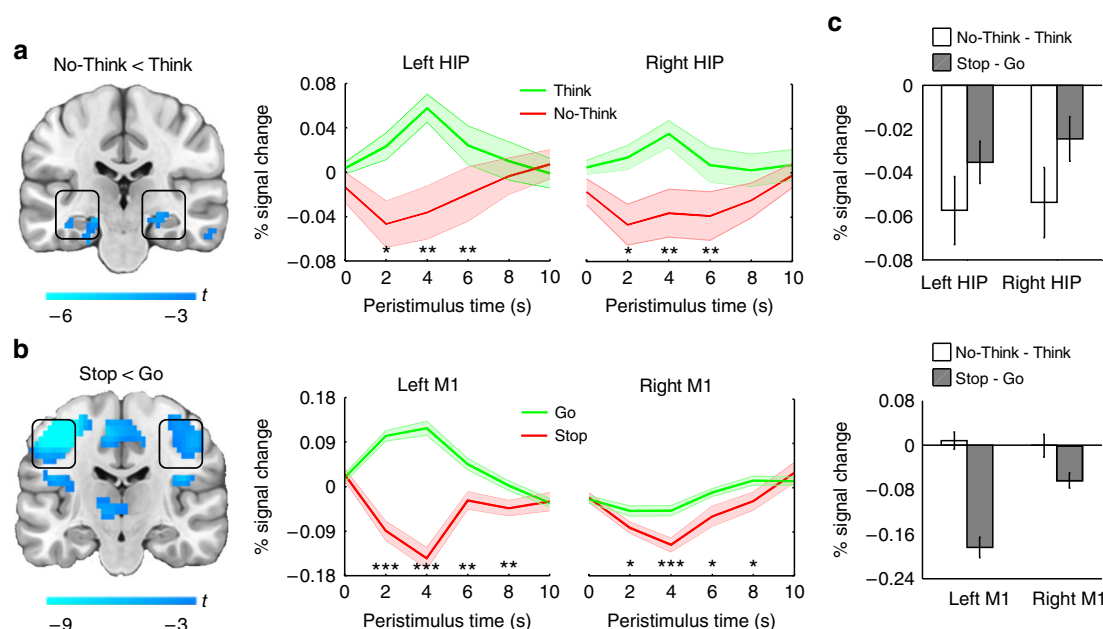 a
No-Think < Think
−6
−3
t
Left HIP
Think
No-Think
% signal change
0.08
0.04
0
−0.04
−0.08
* ** **
0 2 4 6 8 10
Peristimulus time (s)
Right HIP
* ** **
0 2 4 6 8 10
Peristimulus time (s)
b
Stop < Go
−9
−3
t
Left M1
Go
Stop
% signal change
0.18
0.09
0
−0.09
−0.18
*** *** ** **
0 2 4 6 8 10
Peristimulus time (s)
Right M1
* *** * *
0 2 4 6 8 10
Peristimulus time (s)
c
No-Think - Think
Stop - Go
% signal change
0
−0.02
−0.04
−0.06
−0.08
Left HIP Right HIP
No-Think - Think
Stop - Go
% signal change
0.08
0
−0.08
−0.16
−0.24
Left M1 Right M1